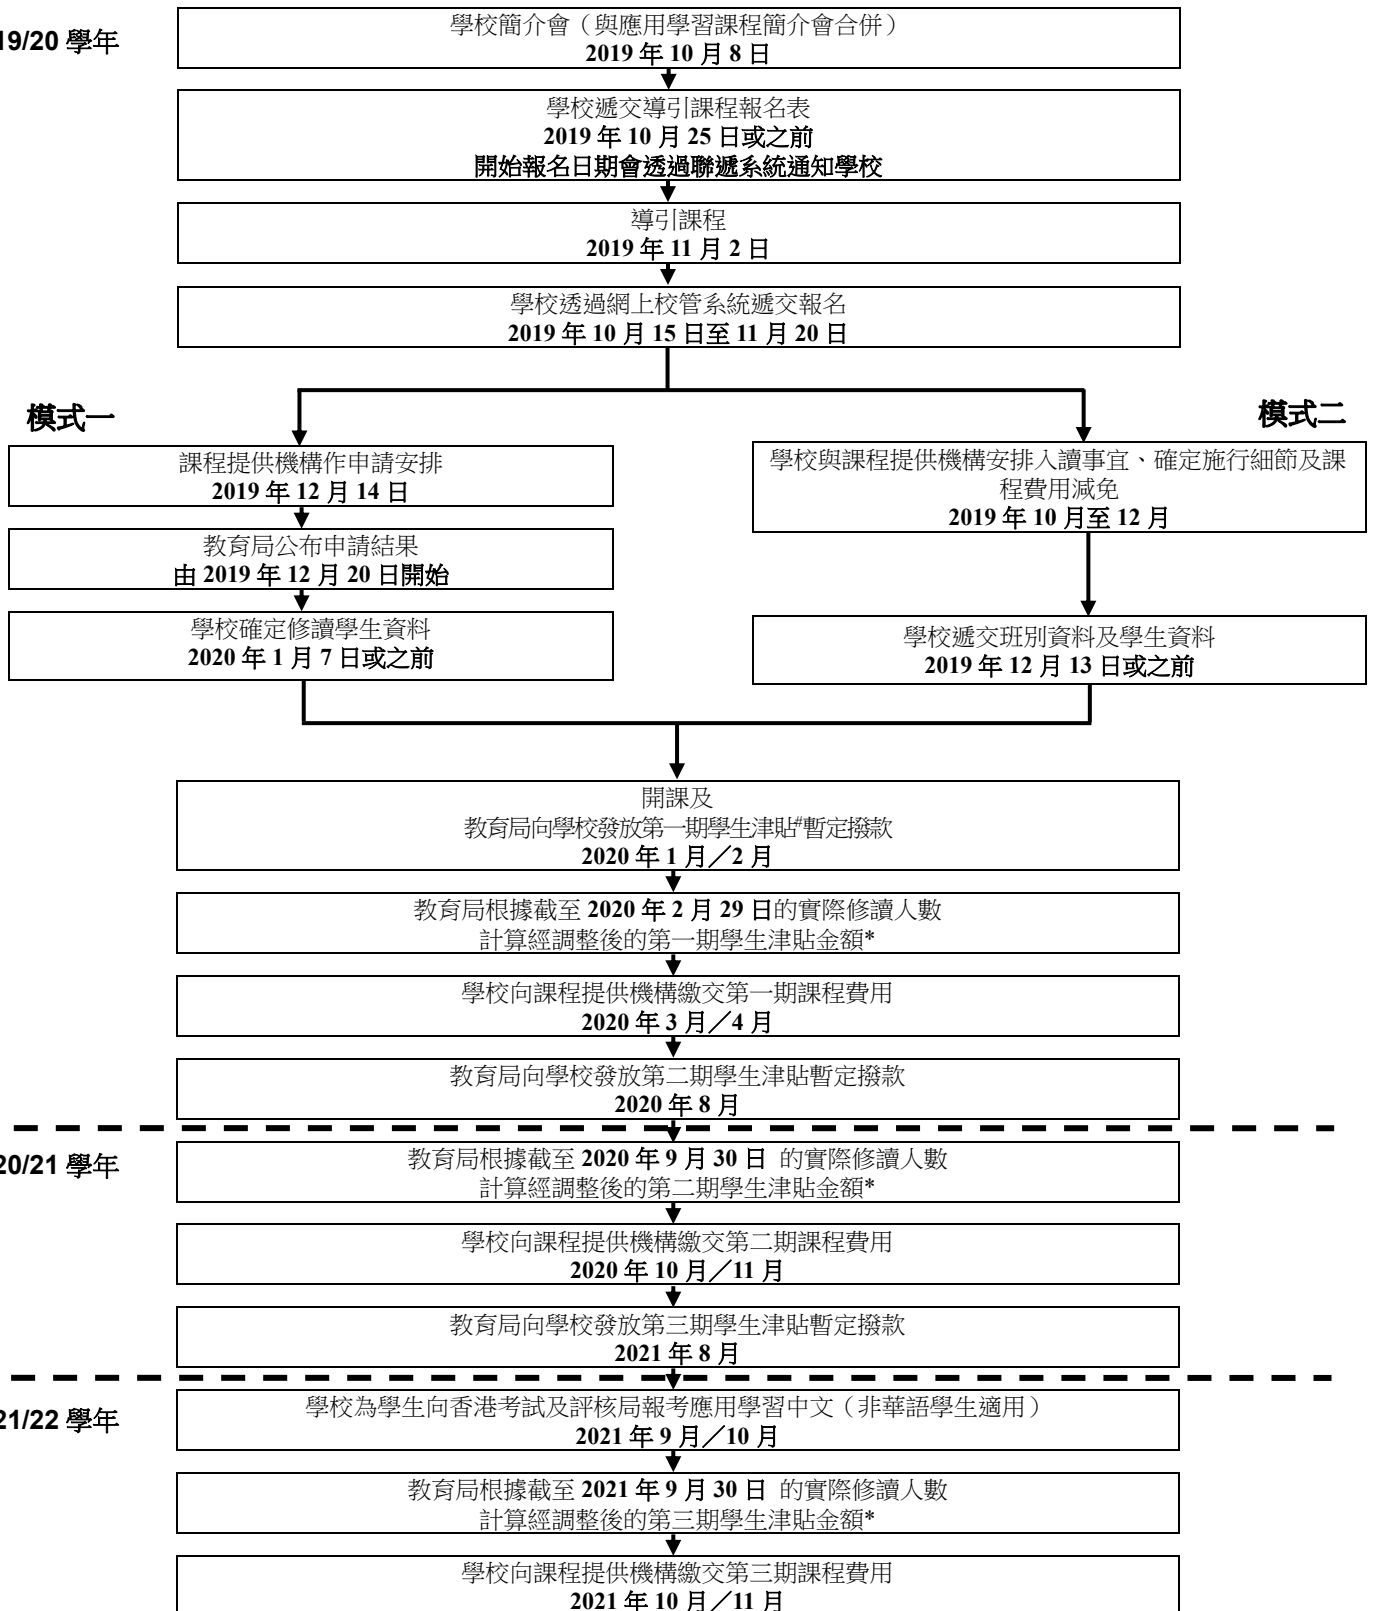 學校簡介會（與應用學習課程簡介會合併）
19/20 學年
2019 年 10 月 8 日
學校遞交導引課程報名表
2019 年 10 月 25 日或之前
開始報名日期會透過聯遞系統通知學校
導引課程
2019 年 11 月 2 日
學校透過網上校管系統遞交報名
2019 年 10 月 15 日至 11 月 20 日
模式一
課程提供機構作申請安排
2019 年 12 月 14 日
教育局公布申請結果
由 2019 年 12 月 20 日開始
學校確定修讀學生資料
2020 年 1 月 7 日或之前
模式二
學校與課程提供機構安排入讀事宜、確定施行細節及課
程費用減免
2019 年 10 月至 12 月
學校遞交班別資料及學生資料
2019 年 12 月 13 日或之前
開課及
教育局向學校發放第一期學生津貼#暫定撥款
2020 年 1 月／2 月
教育局根據截至 2020 年 2 月 29 日的實際修讀人數
計算經調整後的第一期學生津貼金額*
學校向課程提供機構繳交第一期課程費用
2020 年 3 月／4 月
教育局向學校發放第二期學生津貼暫定撥款
2020 年 8 月
20/21 學年
教育局根據截至 2020 年 9 月 30 日 的實際修讀人數
計算經調整後的第二期學生津貼金額*
學校向課程提供機構繳交第二期課程費用
2020 年 10 月／11 月
教育局向學校發放第三期學生津貼暫定撥款
2021 年 8 月
21/22 學年
學校為學生向香港考試及評核局報考應用學習中文（非華語學生適用）
2021 年 9 月／10 月
教育局根據截至 2021 年 9 月 30 日 的實際修讀人數
計算經調整後的第三期學生津貼金額*
學校向課程提供機構繳交第三期課程費用
2021 年 10 月／11 月